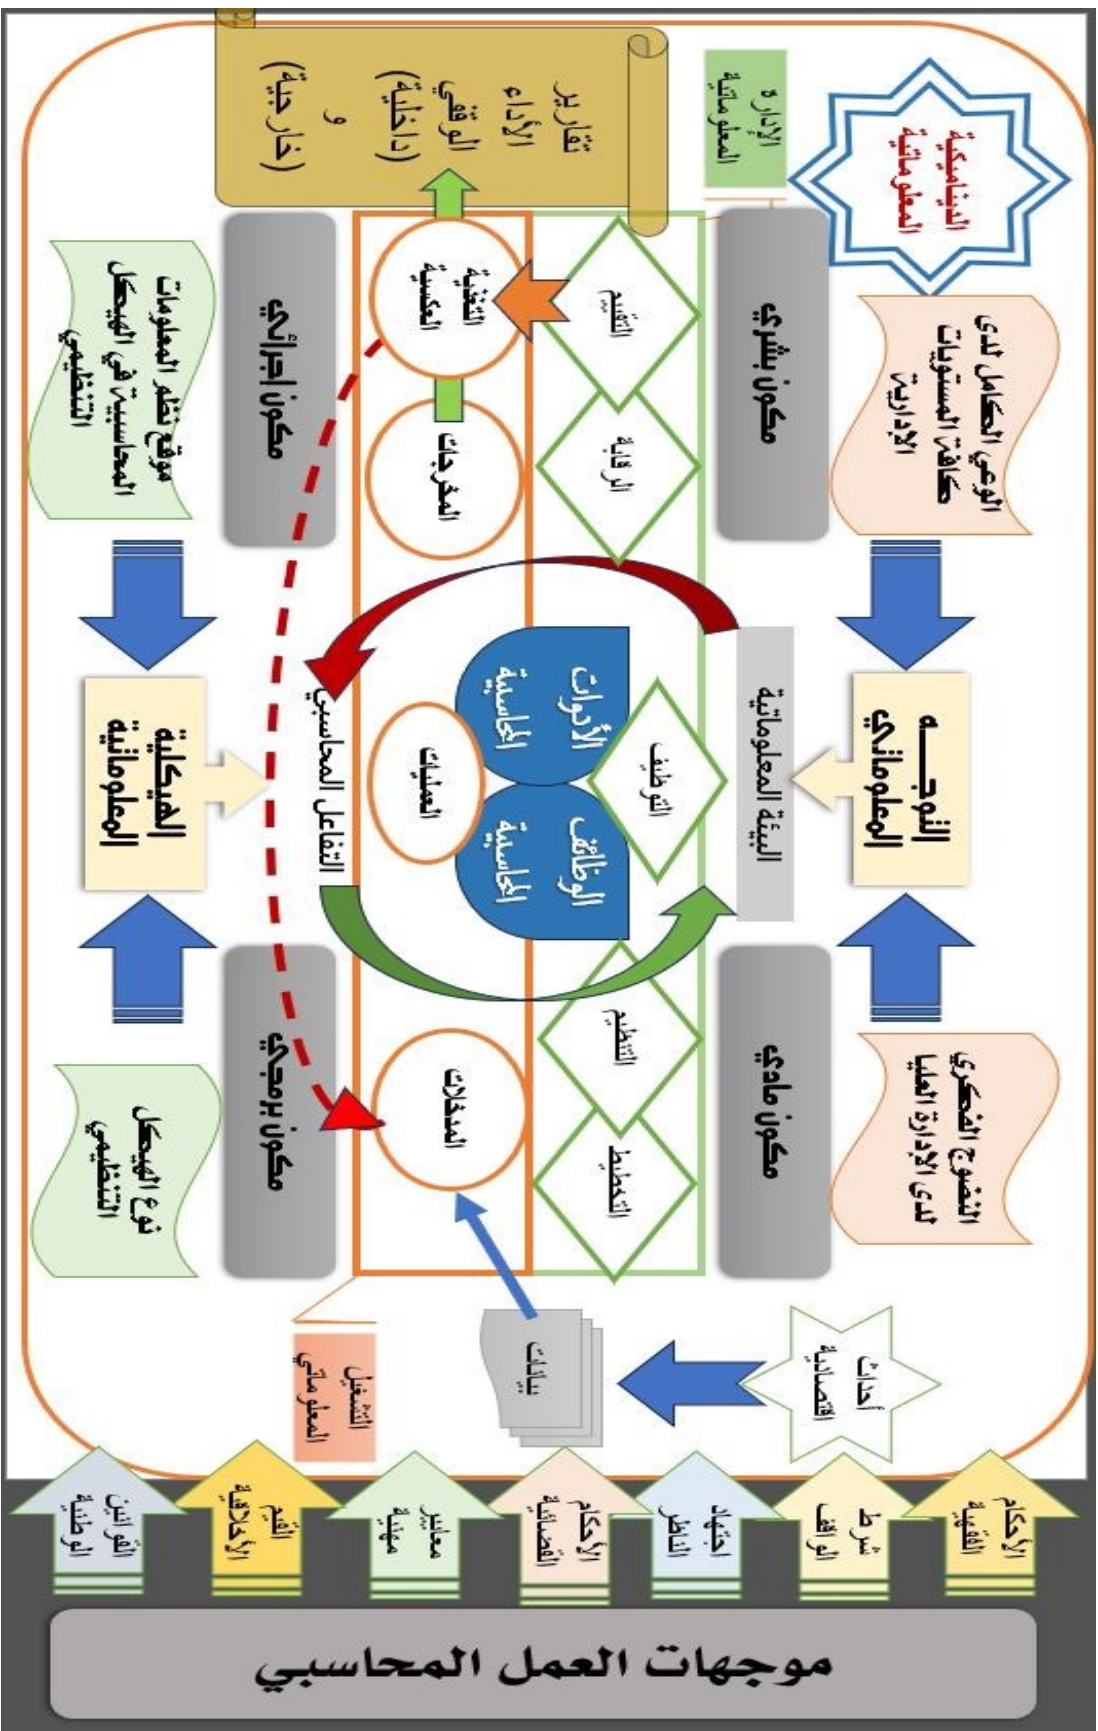 الديناميكية
المعلوماتية
الإدارة
المعلوماتية
تقارير
الأداء
الوقفي
(داخلية)
و
(خارجية)
الوعي الكامل لدى
كافة المستويات
الإدارية
مكون بشري
التقييم
الرقابة
التغذية
العكسية
المخرجات
مكون اجرائي
موقع نظم المعلومات
المحاسبية في الهيكل
التنظيمي
التوجـــه
المعلوماتي
البيئة المعلوماتية
التوظيف
الأدوات
المحاسبية
الوظائف
المحاسبية
العمليات
التفاعل المحاسبي
الهيكلية
المعلوماتية
النضوج الفكري
لدى الإدارة العليا
مكون مادي
التنظيم
التخطيط
المدخلات
مكون برمجي
نوع الهيكل
التنظيمي
أحداث
اقتصادية
بيانات
التشغيل
المعلوماتي
الأحكام
الفقهية
شرط
الواقف
اجتهاد
الناظر
الأحكام
القضائية
معايير
مهنية
القيم
الأخلاقية
القوانين
الوطنية
موجهات العمل المحاسبي